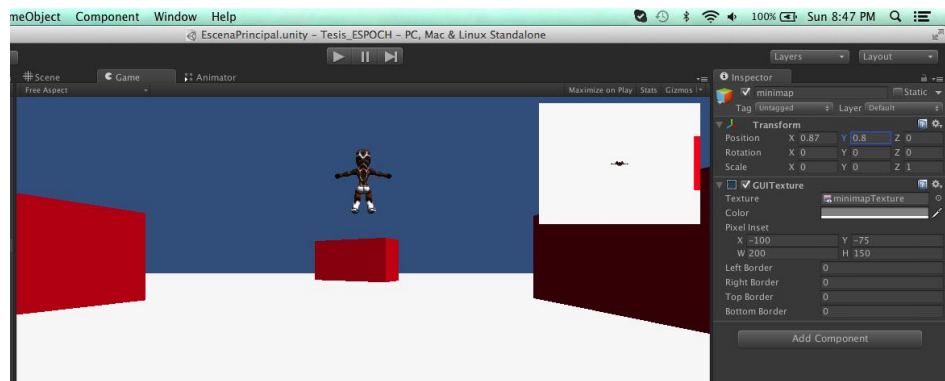 meObject Component Window Help 100% Sun 8:47 PM
EscenaPrincipal.unity - Tesis_ESPOCH - PC, Mac & Linux Standalone
Layers Layout
Scene Game Animator Inspector
Free Aspect Maximize on Play Stats Gizmos
minimap Static
Tag Untagged Layer Default
Transform
Position X 0.87 Y 0.8 Z 0
Rotation X 0 Y 0 Z 0
Scale X 0 Y 0 Z 1
GUITexture
Texture minimapTexture
Color
Pixel Inset
X -100 Y -75
W 200 H 150
Left Border 0
Right Border 0
Top Border 0
Bottom Border 0
Add Component